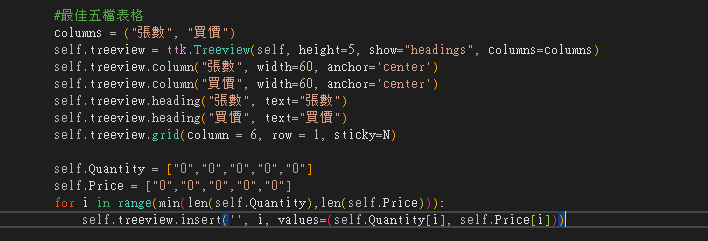 #最佳五檔表格
columns = ("張數", "買價")
self.treeview = ttk.Treeview(self, height=5, show="headings", columns=columns)
self.treeview.column("張數", width=60, anchor='center')
self.treeview.column("買價", width=60, anchor='center')
self.treeview.heading("張數", text="張數")
self.treeview.heading("買價", text="買價")
self.treeview.grid(column = 6, row = 1, sticky=N)
self.Quantity = ["0","0","0","0","0"]
self.Price = ["0","0","0","0","0"]
for i in range(min(len(self.Quantity),len(self.Price))):
self.treeview.insert('', i, values=(self.Quantity[i], self.Price[i]))